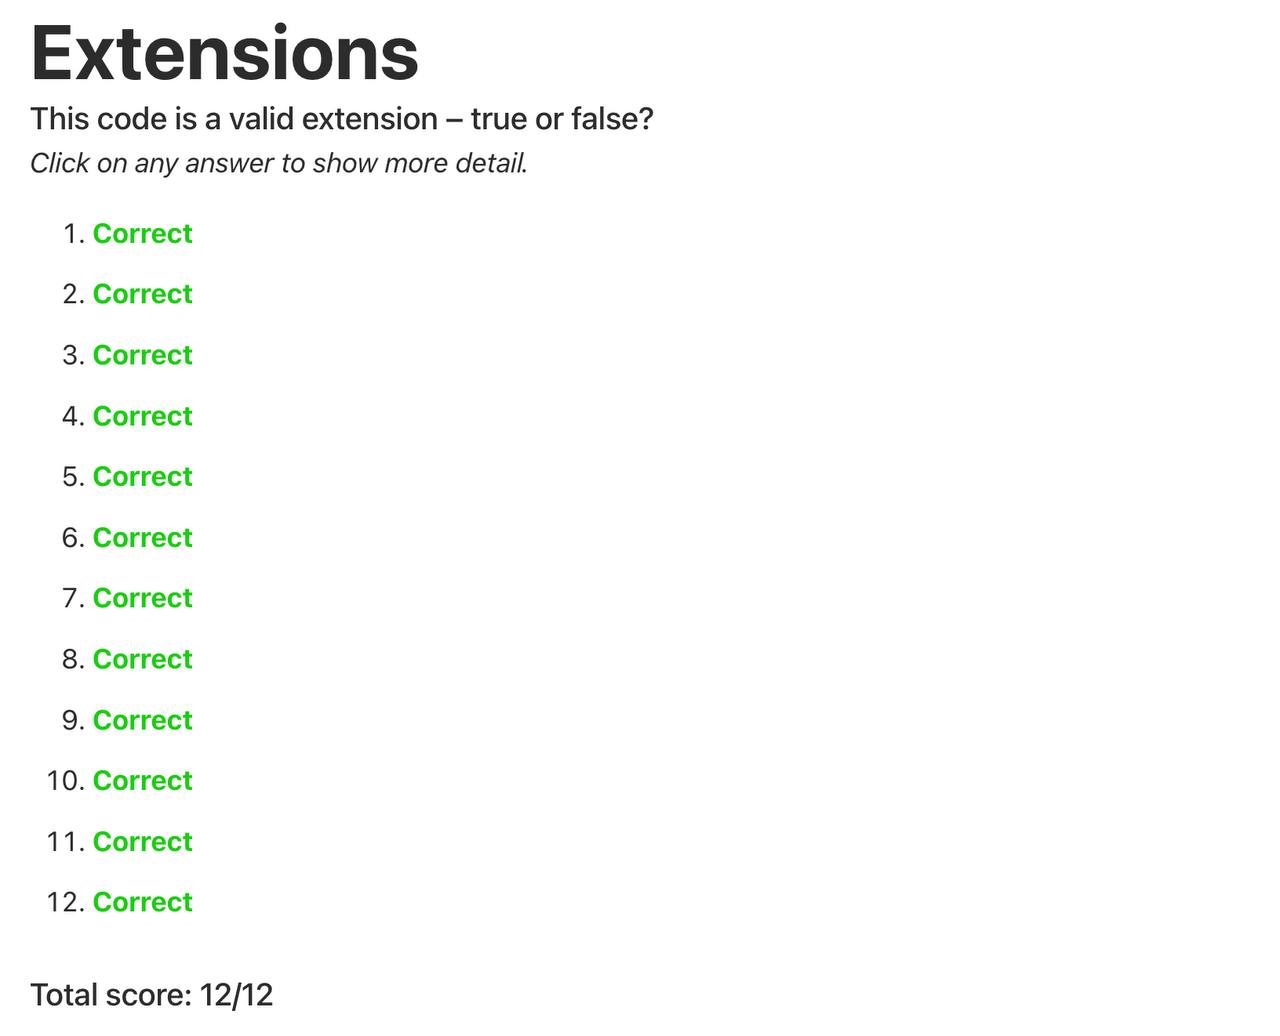 Extensions
This code is a valid extension – true or false?
Click on any answer to show more detail.
1. Correct
2. Correct
3. Correct
4. Correct
5. Correct
6. Correct
7. Correct
8. Correct
9. Correct
10. Correct
11. Correct
12. Correct
Total score: 12/12